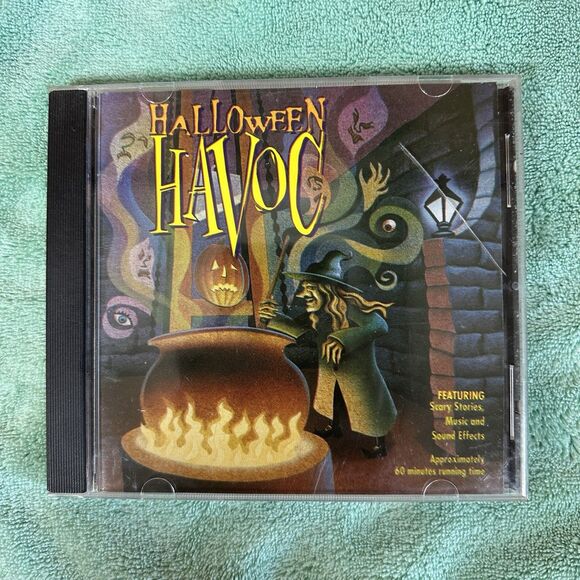 HALLOWEEN
HAVOC
FEATURING
Scary Stories,
Music and
Sound Effects
Approximately
60 minutes running time